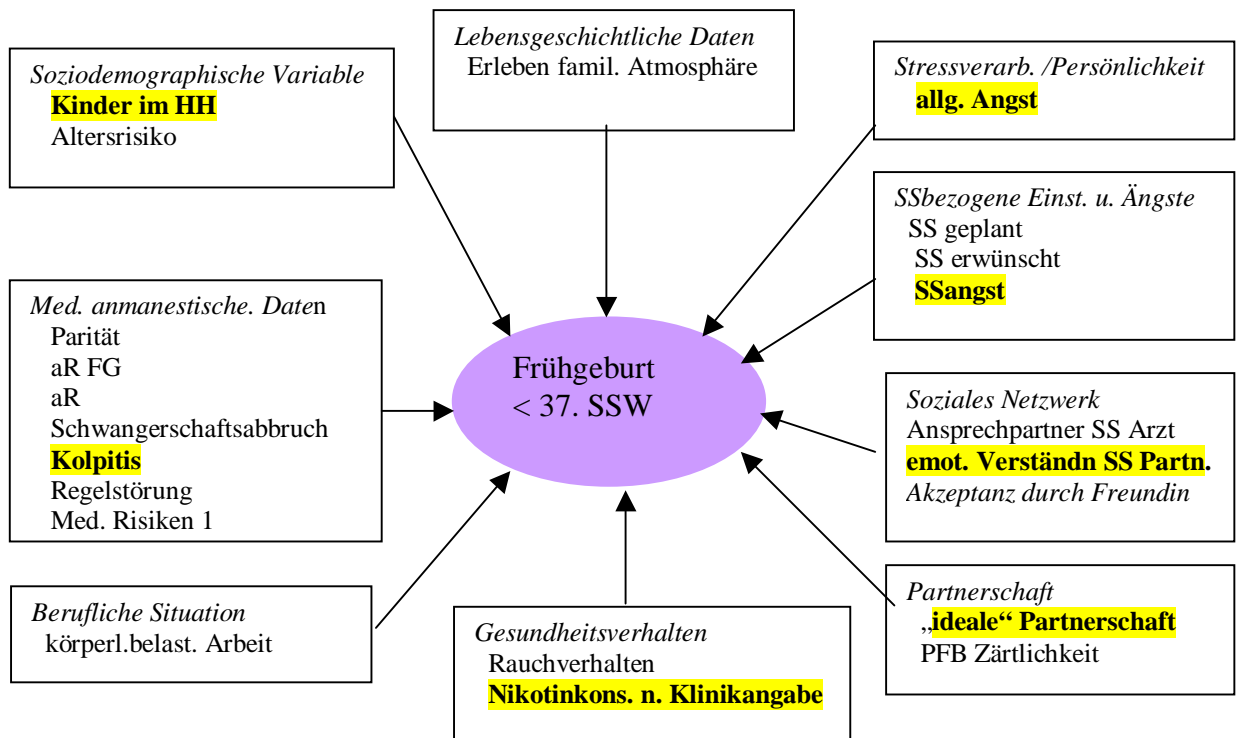 Lebensgeschichtliche Daten
Erleben famil. Atmosphäre
Soziodemographische Variable
Kinder im HH
Altersrisiko
Stressverarb. /Persönlichkeit
allg. Angst
SSbezogene Einst. u. Ängste
SS geplant
SS erwünscht
SSangst
Med. anmanestische. Daten
Parität
aR FG
aR
Schwangerschaftsabbruch
Kolpitis
Regelstörung
Med. Risiken 1
Frühgeburt
< 37. SSW
Soziales Netzwerk
Ansprechpartner SS Arzt
emot. Verständn SS Partn.
Akzeptanz durch Freundin
Berufliche Situation
körperl.belast. Arbeit
Gesundheitsverhalten
Rauchverhalten
Nikotinkons. n. Klinikangabe
Partnerschaft
„ideale“ Partnerschaft
PFB Zärtlichkeit